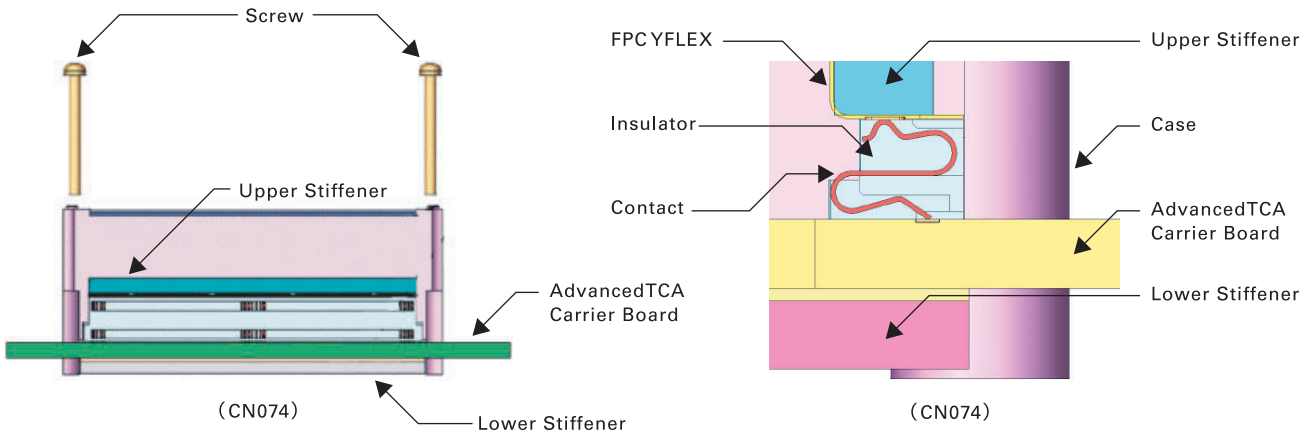 Screw
Upper Stiffener
AdvancedTCA
Carrier Board
Lower Stiffener
(CN074)
FPC YFLEX
Insulator
Contact
Upper Stiffener
Case
AdvancedTCA
Carrier Board
Lower Stiffener
(CN074)